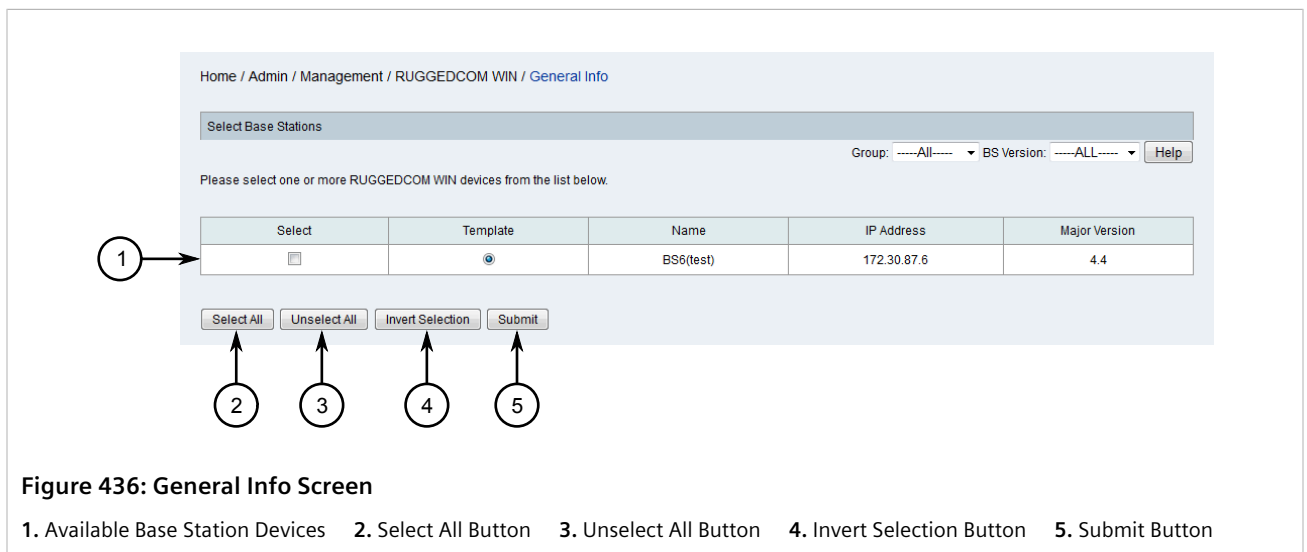 Home / Admin / Management / RUGGEDCOM WIN / General Info
Select Base Stations
Group: -----All----- BS Version: -----ALL----- Help
Please select one or more RUGGEDCOM WIN devices from the list below.
Select Template Name IP Address Major Version
1 BS6(test) 172.30.87.6 4.4
Select All Unselect All Invert Selection Submit
2 3 4 5
Figure 436: General Info Screen
1. Available Base Station Devices 2. Select All Button 3. Unselect All Button 4. Invert Selection Button 5. Submit Button